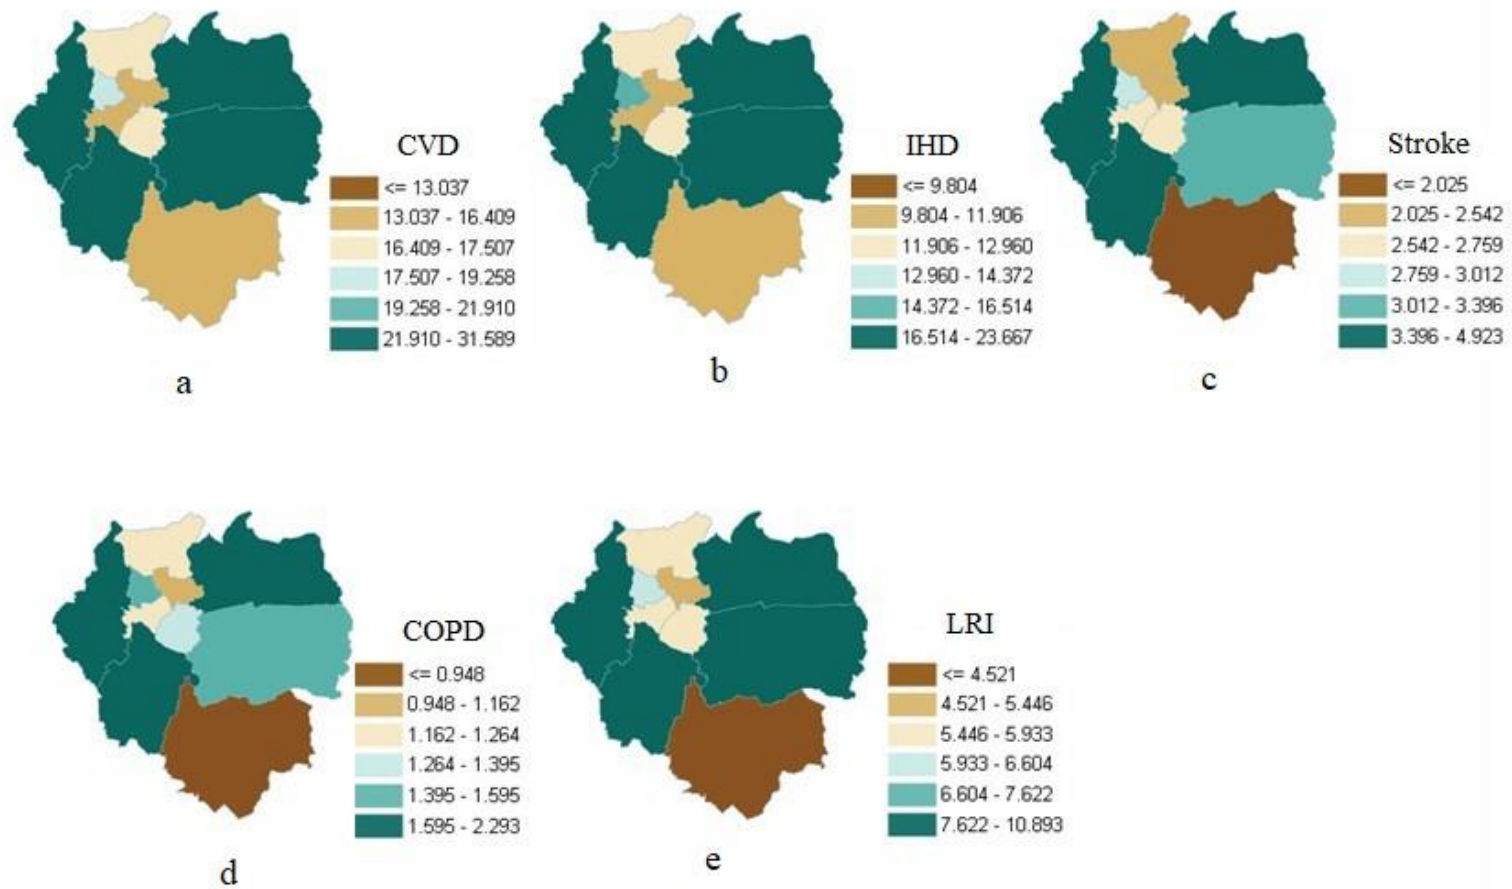 CVD
<= 13.037
13.037 - 16.409
16.409 - 17.507
17.507 - 19.258
19.258 - 21.910
21.910 - 31.589
a
IHD
<= 9.804
9.804 - 11.906
11.906 - 12.960
12.960 - 14.372
14.372 - 16.514
16.514 - 23.667
b
Stroke
<= 2.025
2.025 - 2.542
2.542 - 2.759
2.759 - 3.012
3.012 - 3.396
3.396 - 4.923
c
COPD
<= 0.948
0.948 - 1.162
1.162 - 1.264
1.264 - 1.395
1.395 - 1.595
1.595 - 2.293
d
LRI
<= 4.521
4.521 - 5.446
5.446 - 5.933
5.933 - 6.604
6.604 - 7.622
7.622 - 10.893
e